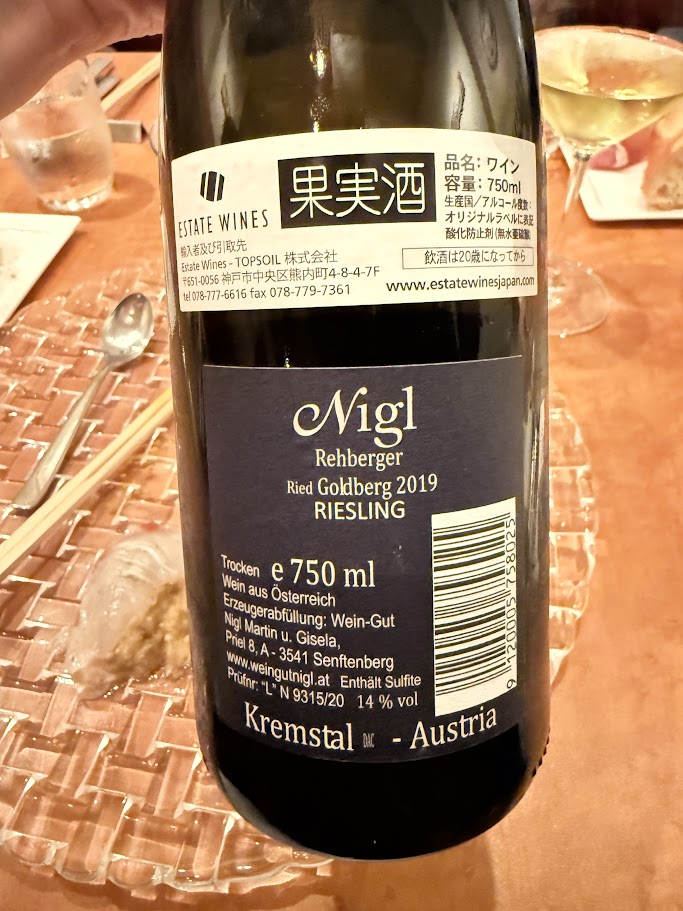 ESTATE WINES
果実酒
品名：ワイン
容量：750ml
生産国／アルコール度数：
オリジナルラベルに表記
酸化防止剤(無水亜硫酸)
輸入者及び引取先
Estate Wines - TOPSOIL 株式会社
〒651-0056 神戸市中央区熊内町4-8-4-7F
tel 078-777-6616 fax 078-779-7361
飲酒は20歳になってから
www.estatewinesjapan.com
Nigl
Rehberger
Ried Goldberg 2019
RIESLING
Trocken e 750 ml
Wein aus Österreich
Erzeugerabfüllung: Wein-Gut
Nigl Martin u. Gisela,
Priel 8, A - 3541 Senftenberg
www.weingutnigl.at Enthält Sulfite
Prüfnr: "L" N 9315/20 14 % vol
Kremstal DAC - Austria
9 120005 758025